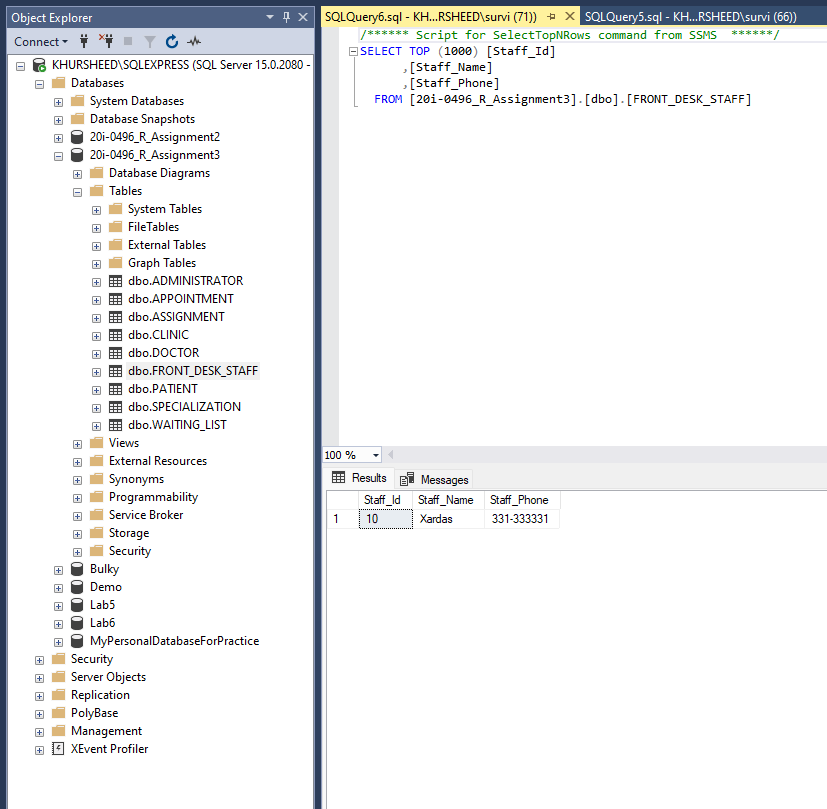 Object Explorer
Connect
KHURSHEED\SQLEXPRESS (SQL Server 15.0.2080 -
Databases
System Databases
Database Snapshots
20i-0496_R_Assignment2
20i-0496_R_Assignment3
Database Diagrams
Tables
System Tables
FileTables
External Tables
Graph Tables
dbo.ADMINISTRATOR
dbo.APPOINTMENT
dbo.ASSIGNMENT
dbo.CLINIC
dbo.DOCTOR
dbo.FRONT_DESK_STAFF
dbo.PATIENT
dbo.SPECIALIZATION
dbo.WAITING_LIST
Views
External Resources
Synonyms
Programmability
Service Broker
Storage
Security
Bulky
Demo
Lab5
Lab6
MyPersonalDatabaseForPractice
Security
Server Objects
Replication
PolyBase
Management
XEvent Profiler
SQLQuery6.sql - KH...RSHEED\survi (71)) SQLQuery5.sql - KH...RSHEED\survi (66))
/****** Script for SelectTopNRows command from SSMS  ******/
SELECT TOP (1000) [Staff_Id]
,[Staff_Name]
,[Staff_Phone]
FROM [20i-0496_R_Assignment3].[dbo].[FRONT_DESK_STAFF]
100 %
Results Messages
Staff_Id Staff_Name Staff_Phone
1 10 Xardas 331-333331